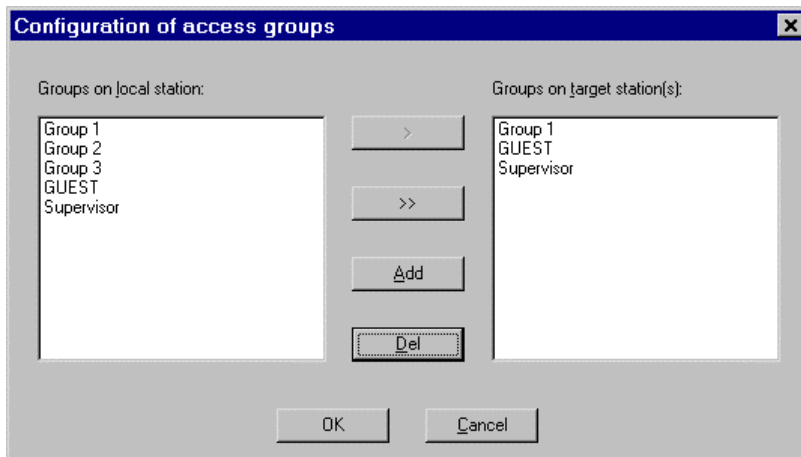 Configuration of access groups
Groups on local station:
Groups on target station(s):
Group 1
Group 2
Group 3
GUEST
Supervisor
>
>>
Add
Del
Group 1
GUEST
Supervisor
OK
Cancel